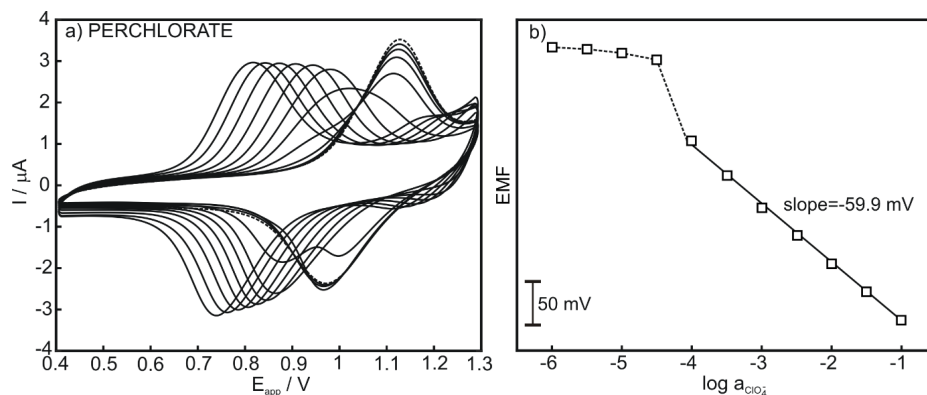 a) PERCHLORATE
4
3
2
1
0
-1
-2
-3
-4
I / μA
0.4 0.5 0.6 0.7 0.8 0.9 1 1.1 1.2 1.3
E_app / V
b)
EMF
slope=-59.9 mV
50 mV
-6 -5 -4 -3 -2 -1
log a_ClO₄⁻